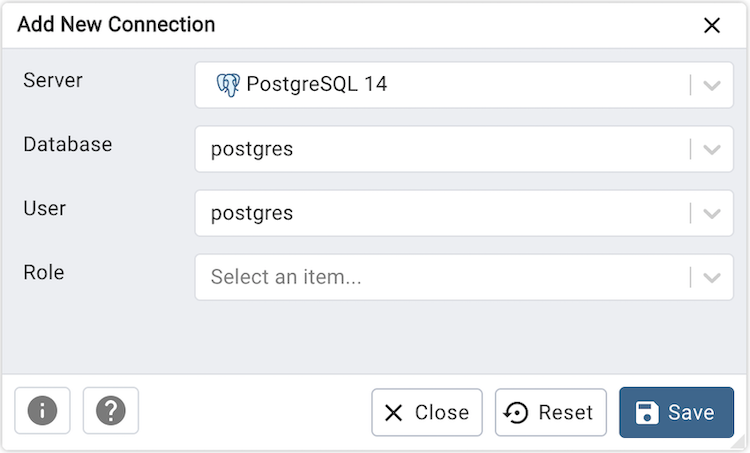 Add New Connection
Server PostgreSQL 14
Database postgres
User postgres
Role Select an item...
Close Reset Save